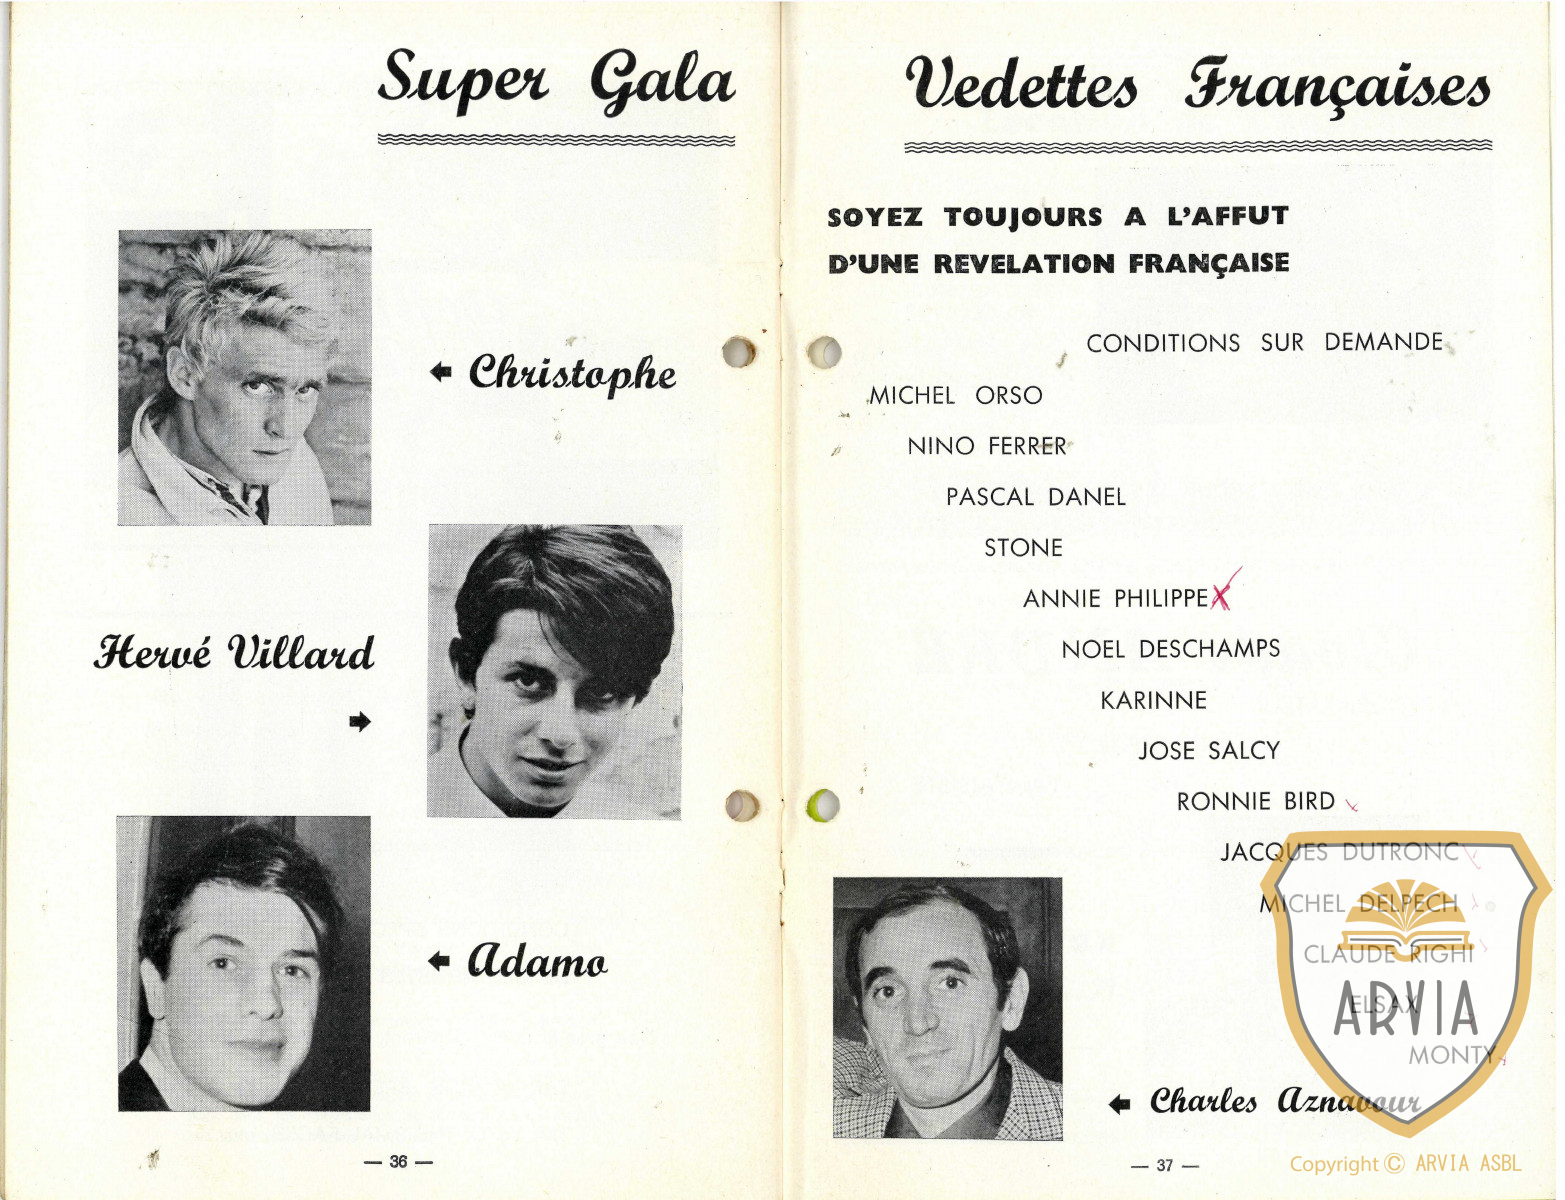 Super Gala
Christophe
Hervé Villard
Adamo
— 36 —
Vedettes Françaises
SOYEZ TOUJOURS A L'AFFUT
D'UNE REVELATION FRANÇAISE
CONDITIONS SUR DEMANDE
MICHEL ORSO
NINO FERRER
PASCAL DANEL
STONE
ANNIE PHILIPPE
NOEL DESCHAMPS
KARINNE
JOSE SALCY
RONNIE BIRD
JACQUES DUTRONC
MICHEL DELPECH
CLAUDE RIGHI
ELSAX
ARVIA
MONTY
Charles Aznavour
— 37 —
Copyright © ARVIA ASBL